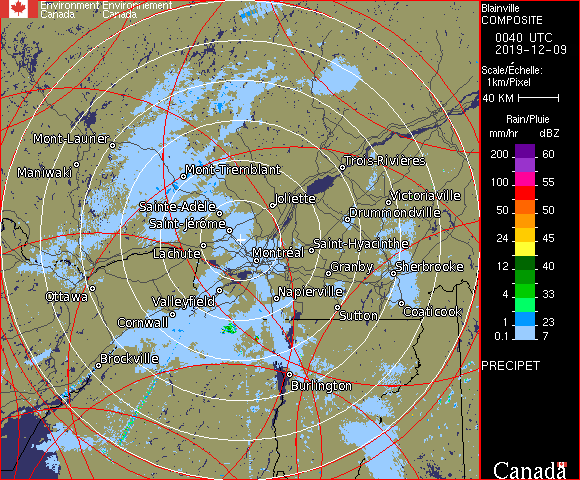 Environment Environnement
Canada Canada
Blainville
COMPOSITE
0040 UTC
2019-12-09
Scale/Échelle:
1km/Pixel
40 KM
Rain/Pluie
mm/hr dBZ
200 60
100 55
50 50
24 45
12 40
4 33
1 23
0.1 7
PRECIPET
Canada
Mont-Laurier
Maniwaki
Mont-Tremblant
Trois-Rivières
Sainte-Adèle
Joliette
Victoriaville
Drummondville
Saint-Jérôme
Lachute
Montréal
Saint-Hyacinthe
Granby
Sherbrooke
Ottawa
Valleyfield
Napierville
Coaticook
Cornwall
Sutton
Brockville
Burlington